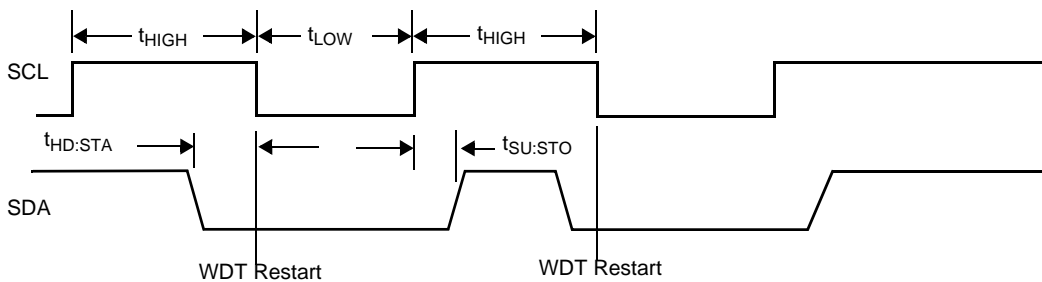 tHIGH tLOW tHIGH
SCL
tHD:STA tSU:STO
SDA
WDT Restart WDT Restart